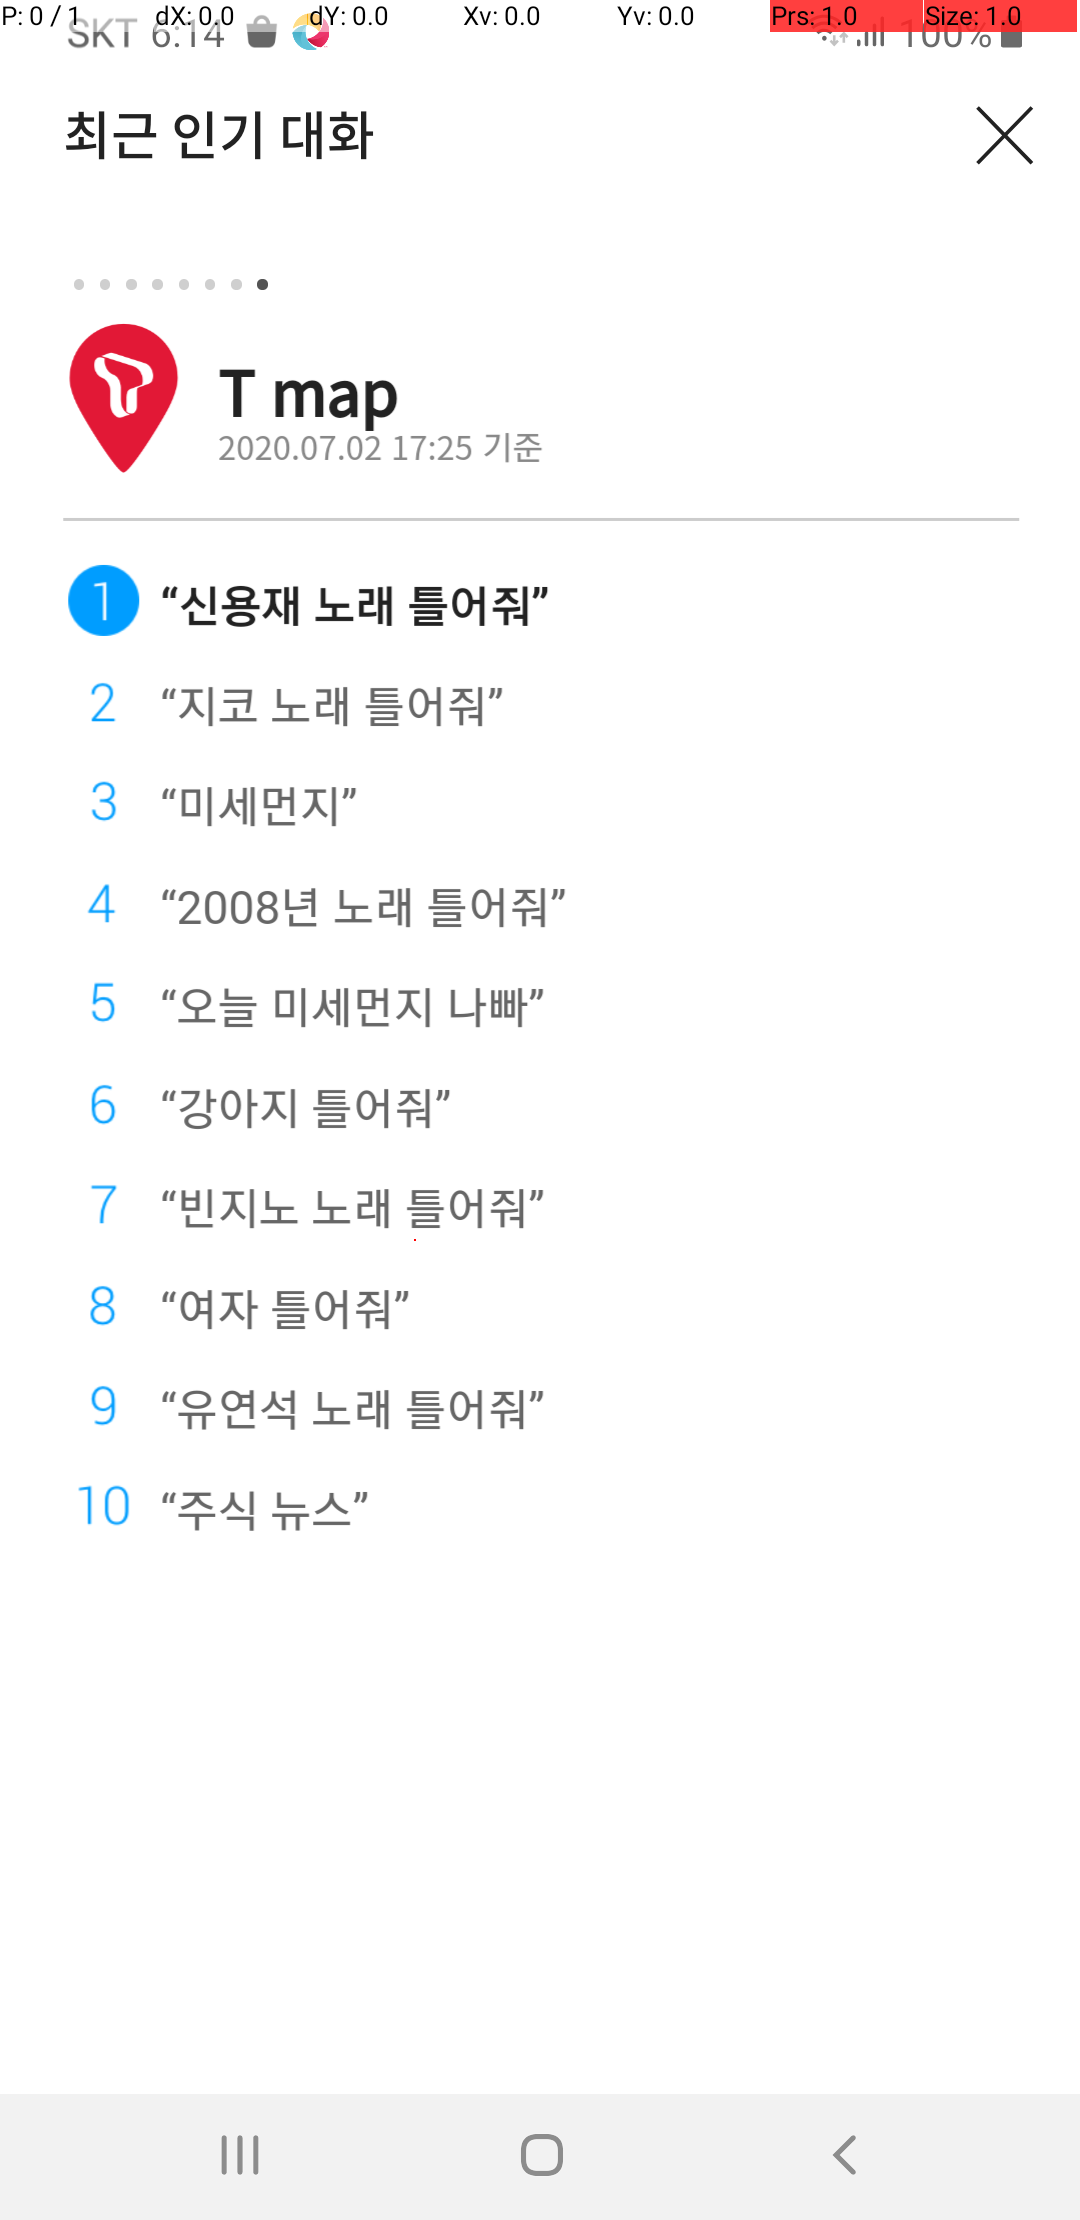 P: 0 / 1 dX: 0.0 dY: 0.0 Xv: 0.0 Yv: 0.0 Prs: 1.0 Size: 1.0
SKT 6:14 100%
최근 인기 대화
T map
2020.07.02 17:25 기준
1 “신용재 노래 틀어줘”
2 “지코 노래 틀어줘”
3 “미세먼지”
4 “2008년 노래 틀어줘”
5 “오늘 미세먼지 나빠”
6 “강아지 틀어줘”
7 “빈지노 노래 틀어줘”
8 “여자 틀어줘”
9 “유연석 노래 틀어줘”
10 “주식 뉴스”